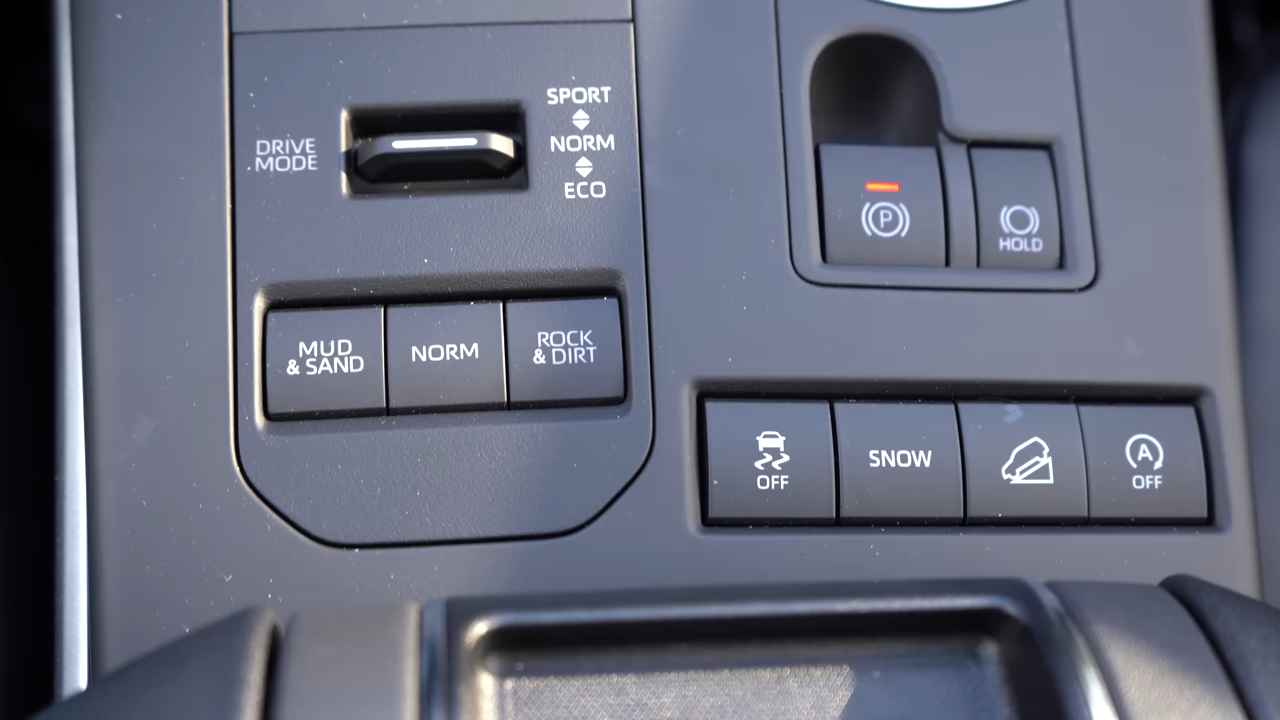 DRIVE
MODE
SPORT
NORM
ECO
P
HOLD
MUD
& SAND
NORM
ROCK
& DIRT
OFF
SNOW
A
OFF